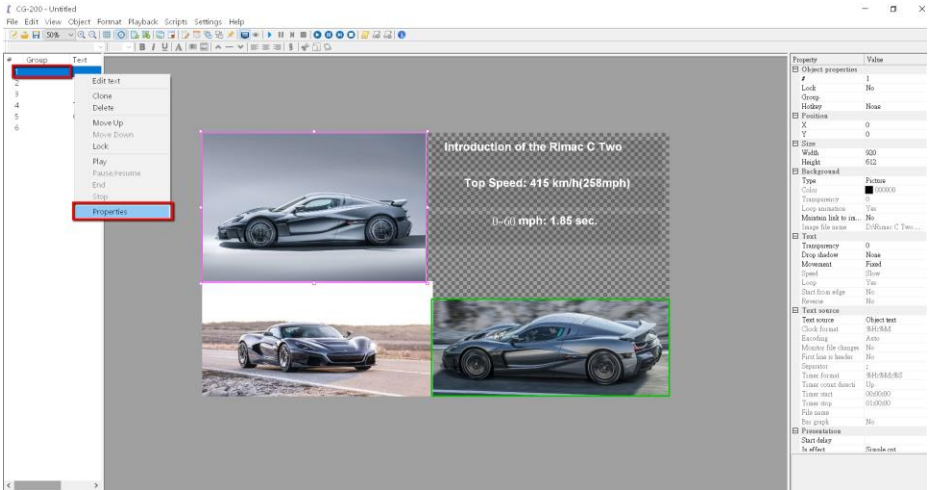 CG-200 - Untitled
File Edit View Object Format Playback Scripts Settings Help
50%
B I U A
# Group Text
1
2
3
4
5
6
Edit text
Clone
Delete
Move Up
Move Down
Lock
Play
Pause/resume
End
Stop
Properties
Introduction of the Rimac C Two
Top Speed: 415 km/h(258mph)
0~60 mph: 1.85 sec.
Property Value
Object properties
# 1
Lock No
Group
Hotkey None
Position
X 0
Y 0
Size
Width 920
Height 612
Background
Type Picture
Color 000000
Transparency 0
Loop animation Yes
Maintain link to im... No
Image file name D:\Rimac C Two ...
Text
Transparency 0
Drop shadow None
Movement Fixed
Speed Slow
Loop Yes
Start from edge No
Reverse No
Text source
Text source Object text
Clock format %H:%M
Encoding Auto
Monitor file changes No
First line is header No
Separator ;
Timer format %H:%M:%S
Timer count directi Up
Timer start 00:00:00
Timer stop 01:00:00
File name
Bar graph No
Presentation
Start delay
In effect Simple cut